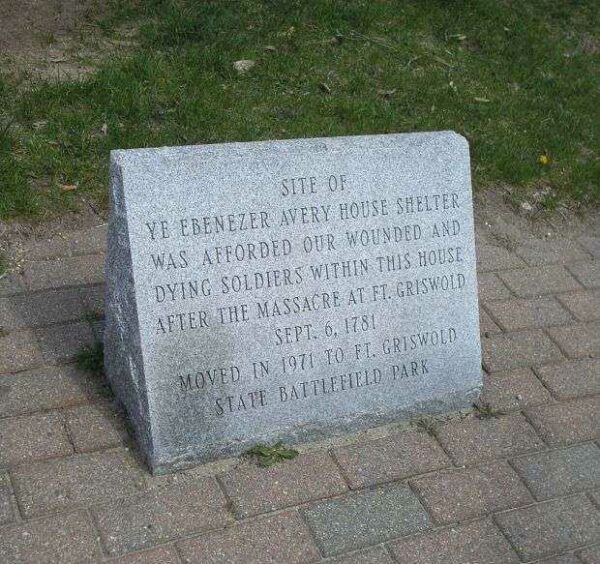 SITE OF
YE EBENEZER AVERY HOUSE SHELTER
WAS AFFORDED OUR WOUNDED AND
DYING SOLDIERS WITHIN THIS HOUSE
AFTER THE MASSACRE AT FT. GRISWOLD
SEPT. 6, 1781
MOVED IN 1971 TO FT. GRISWOLD
STATE BATTLEFIELD PARK